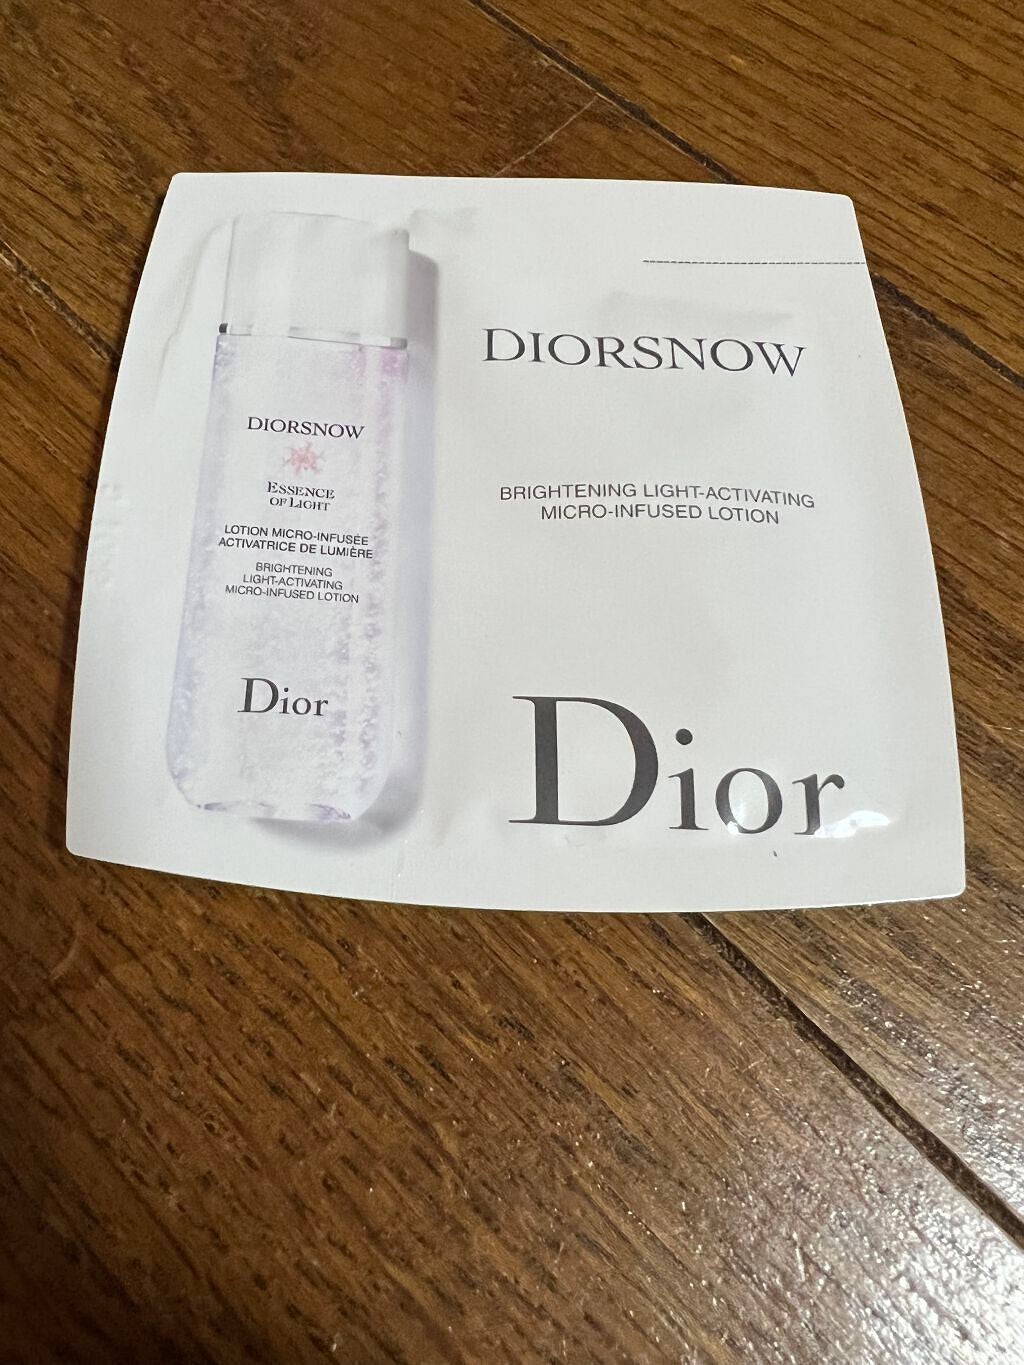 DIORSNOW
ESSENCE
OF LIGHT
LOTION MICRO-INFUSÉE
ACTIVATRICE DE LUMIÈRE
BRIGHTENING
LIGHT-ACTIVATING
MICRO-INFUSED LOTION
Dior
DIORSNOW
BRIGHTENING LIGHT-ACTIVATING
MICRO-INFUSED LOTION
Dior